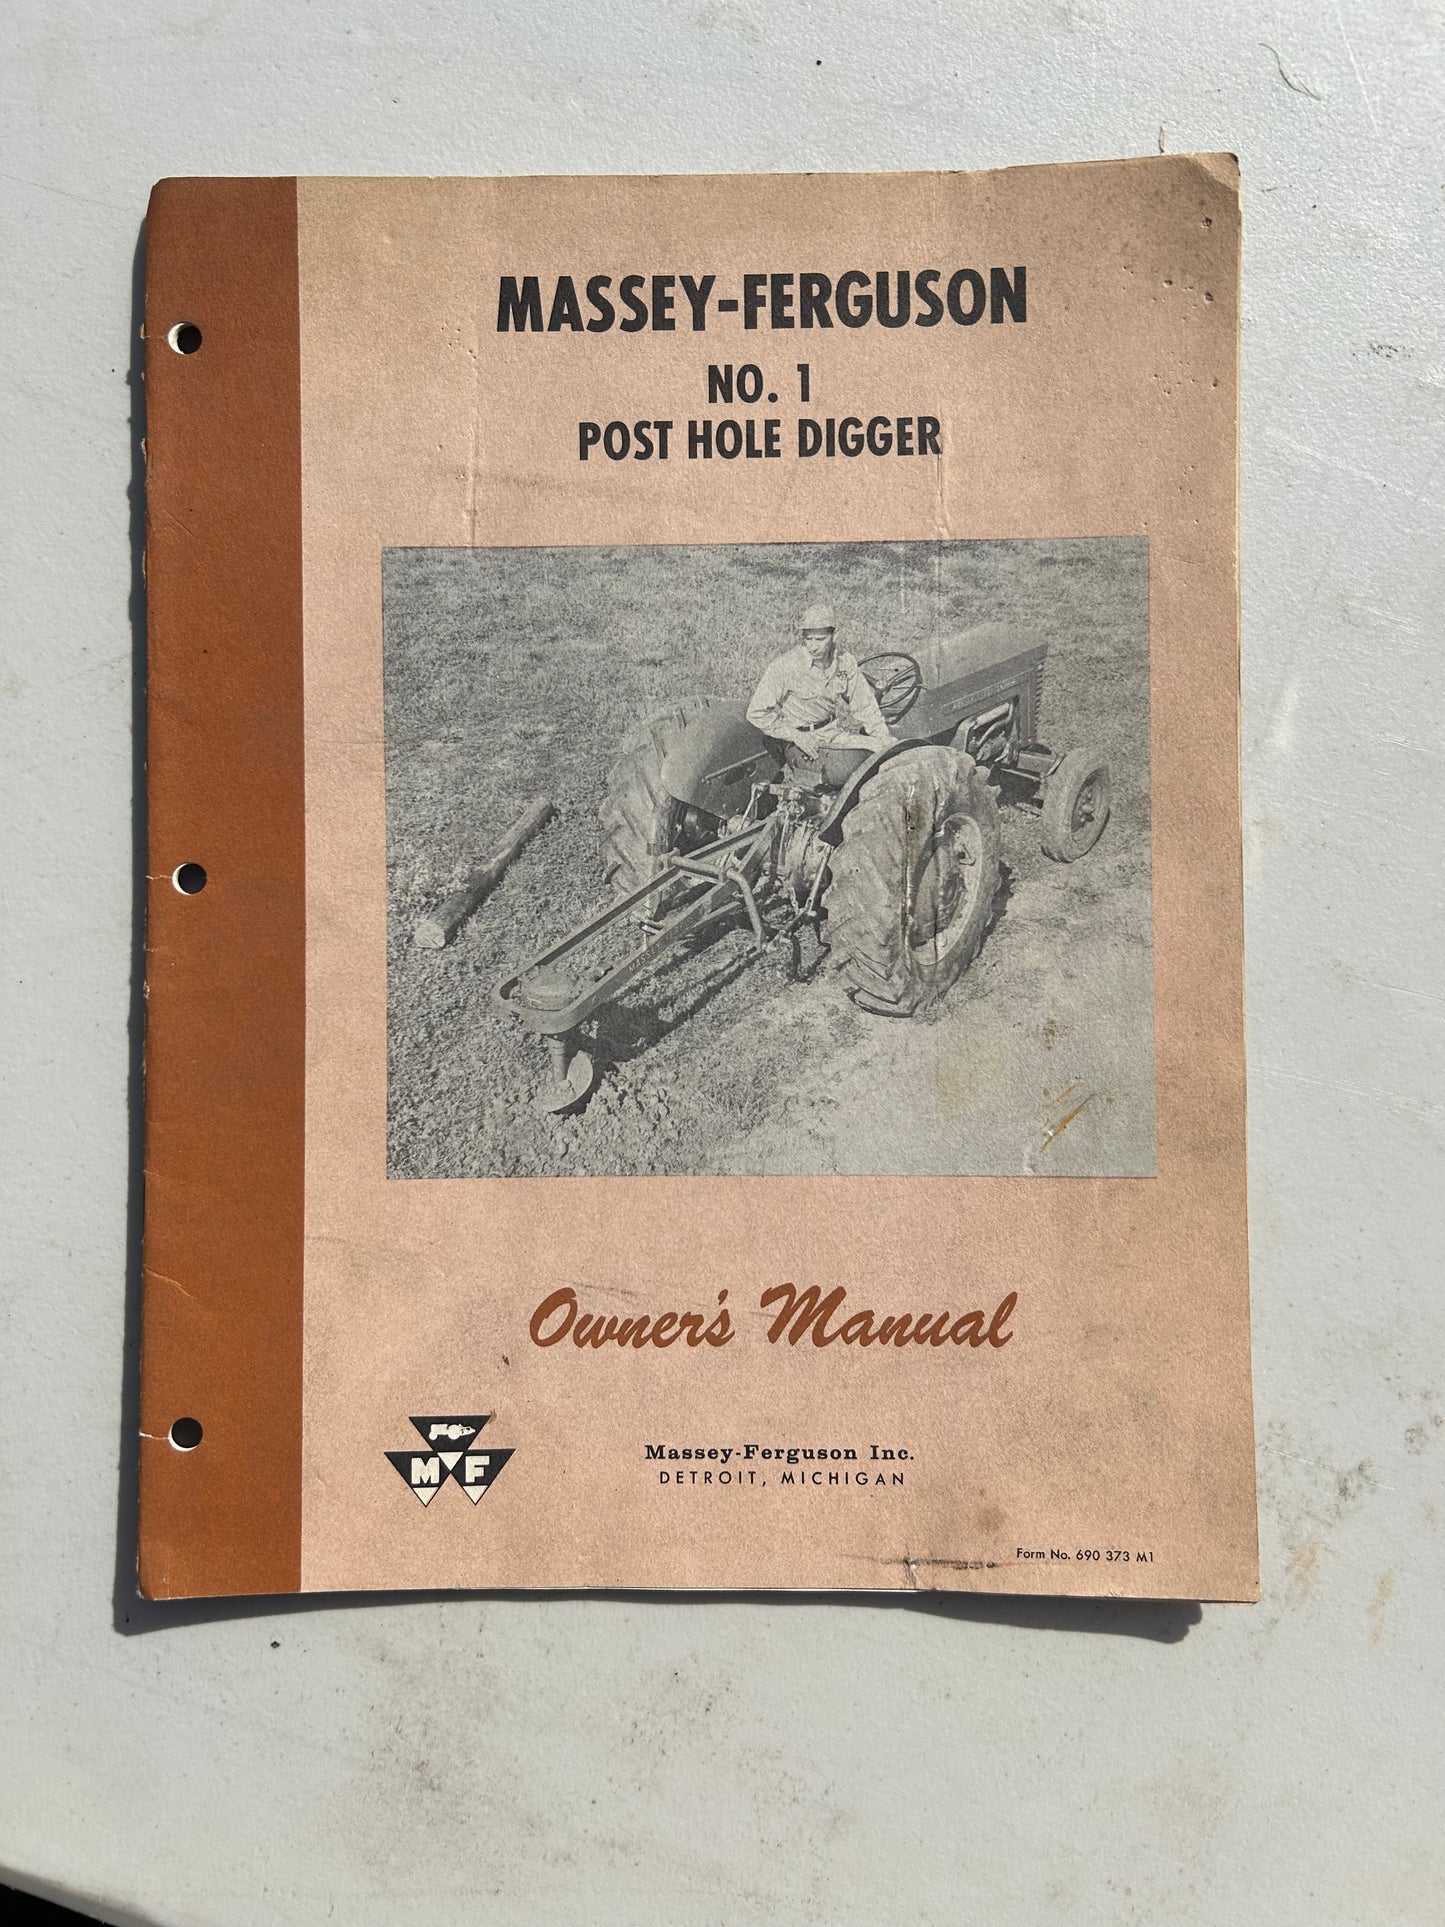 MASSEY-FERGUSON
NO. 1
POST HOLE DIGGER
Owner's Manual
MF
Massey-Ferguson Inc.
DETROIT, MICHIGAN
Form No. 690 373 M1